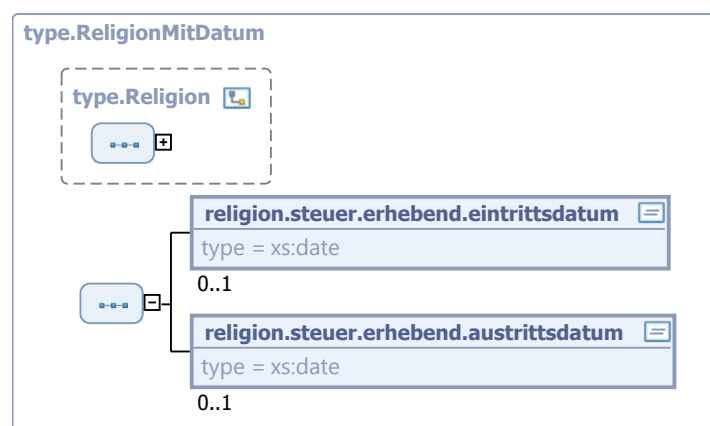 type.ReligionMitDatum
type.Religion
religion.steuer.erhebend.eintrittsdatum
type = xs:date
0..1
religion.steuer.erhebend.austrittsdatum
type = xs:date
0..1